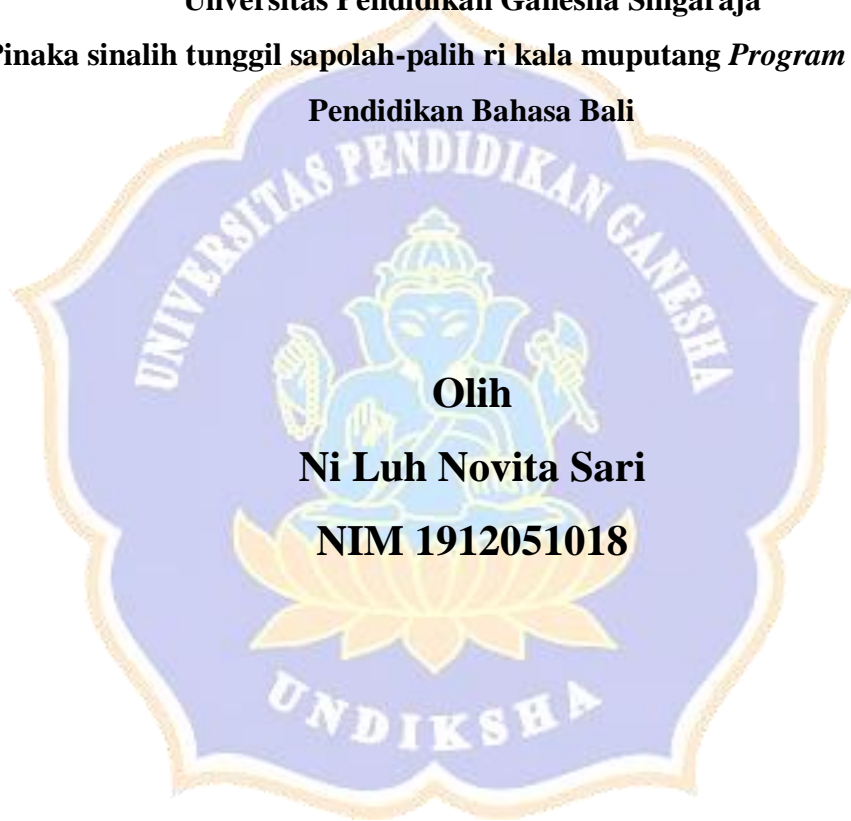 Universitas Pendidikan Ganesha Singaraja
Pinaka sinalih tunggil sapolah-palih ri kala muputang Program
Pendidikan Bahasa Bali
UNIVERSITAS PENDIDIKAN GANESHA
Olih
Ni Luh Novita Sari
NIM 1912051018
UNDIKSHA